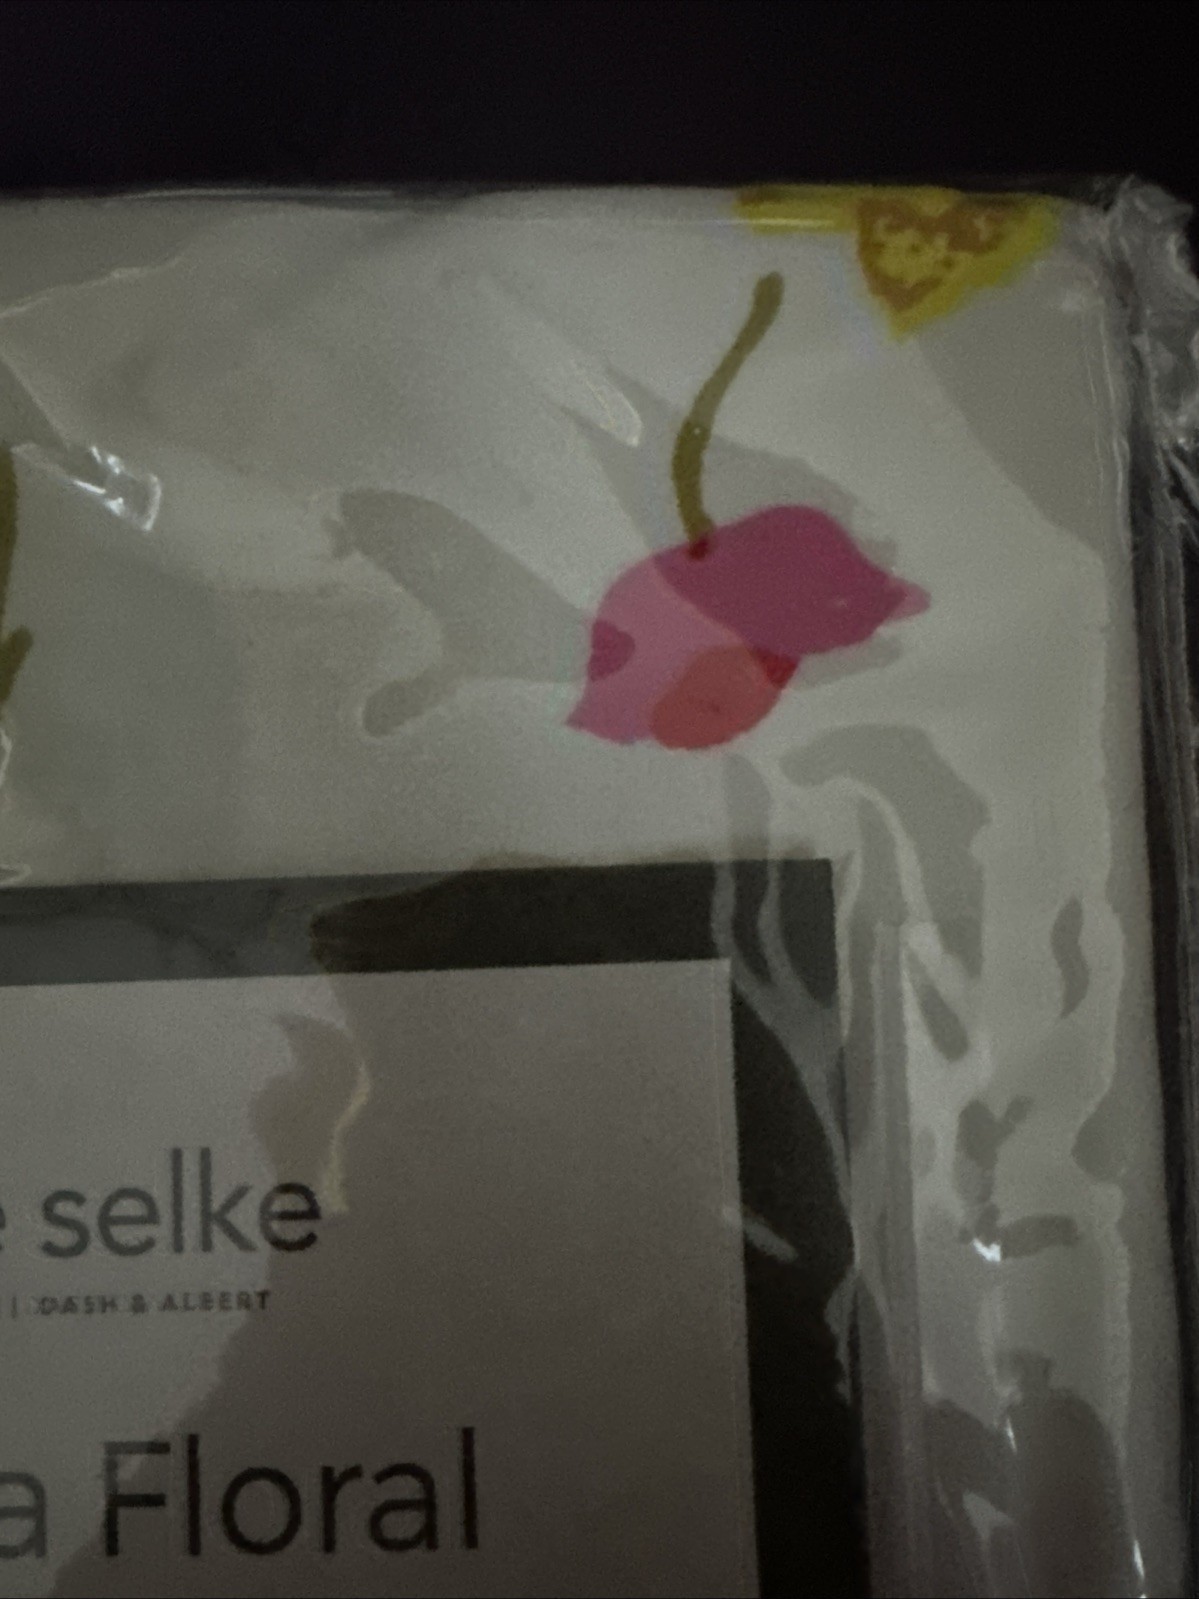 e selke
| DASH & ALBERT
a Floral